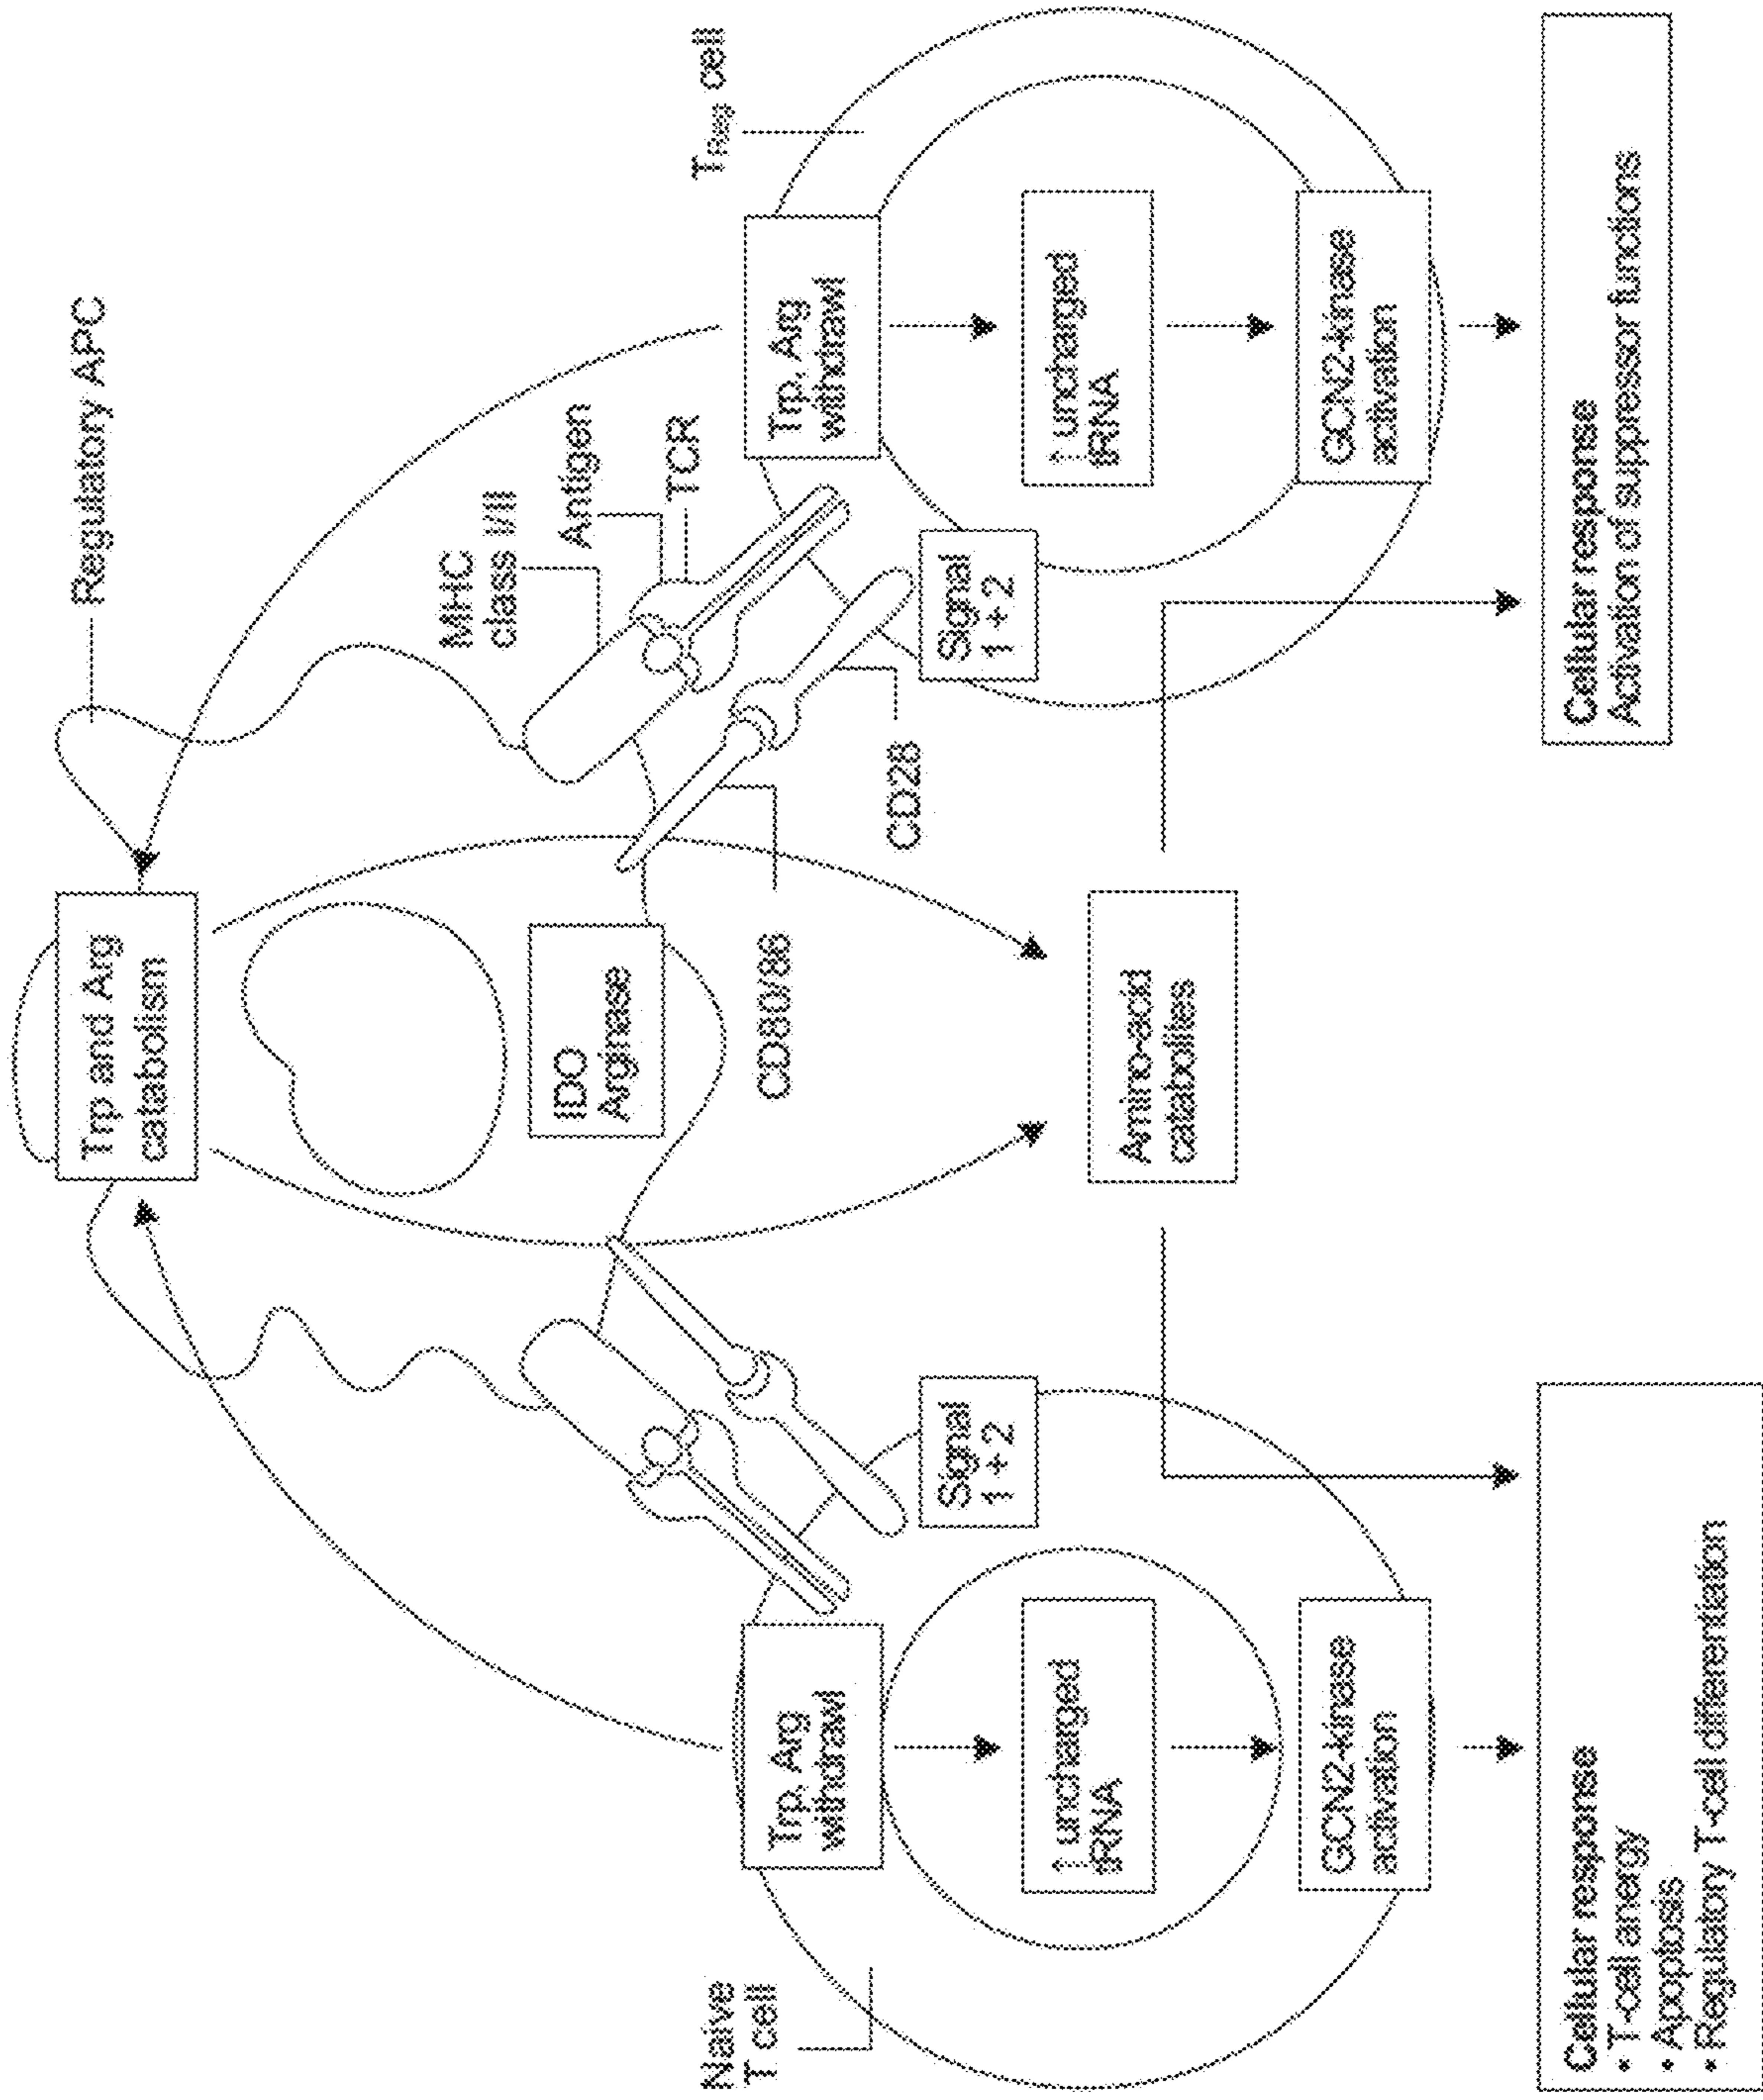 Regulatory APC
Trp and Arg
catabolism
MHC
class I/II
Antigen
TCR
IDO
Arginase
CD80/86
CD28
Naive
T cell
Trp, Arg
withdrawl
Signal
1 + 2
↑ uncharged
tRNA
GCN2-kinase
activation
Amino-acid
catabolites
TReg cell
Trp, Arg
withdrawl
Signal
1 + 2
↑ uncharged
tRNA
GCN2-kinase
activation
Cellular response
• T-cell anergy
• Apoptosis
• Regulatory T-cell differentiation
Cellular response
Activation of suppressor functions